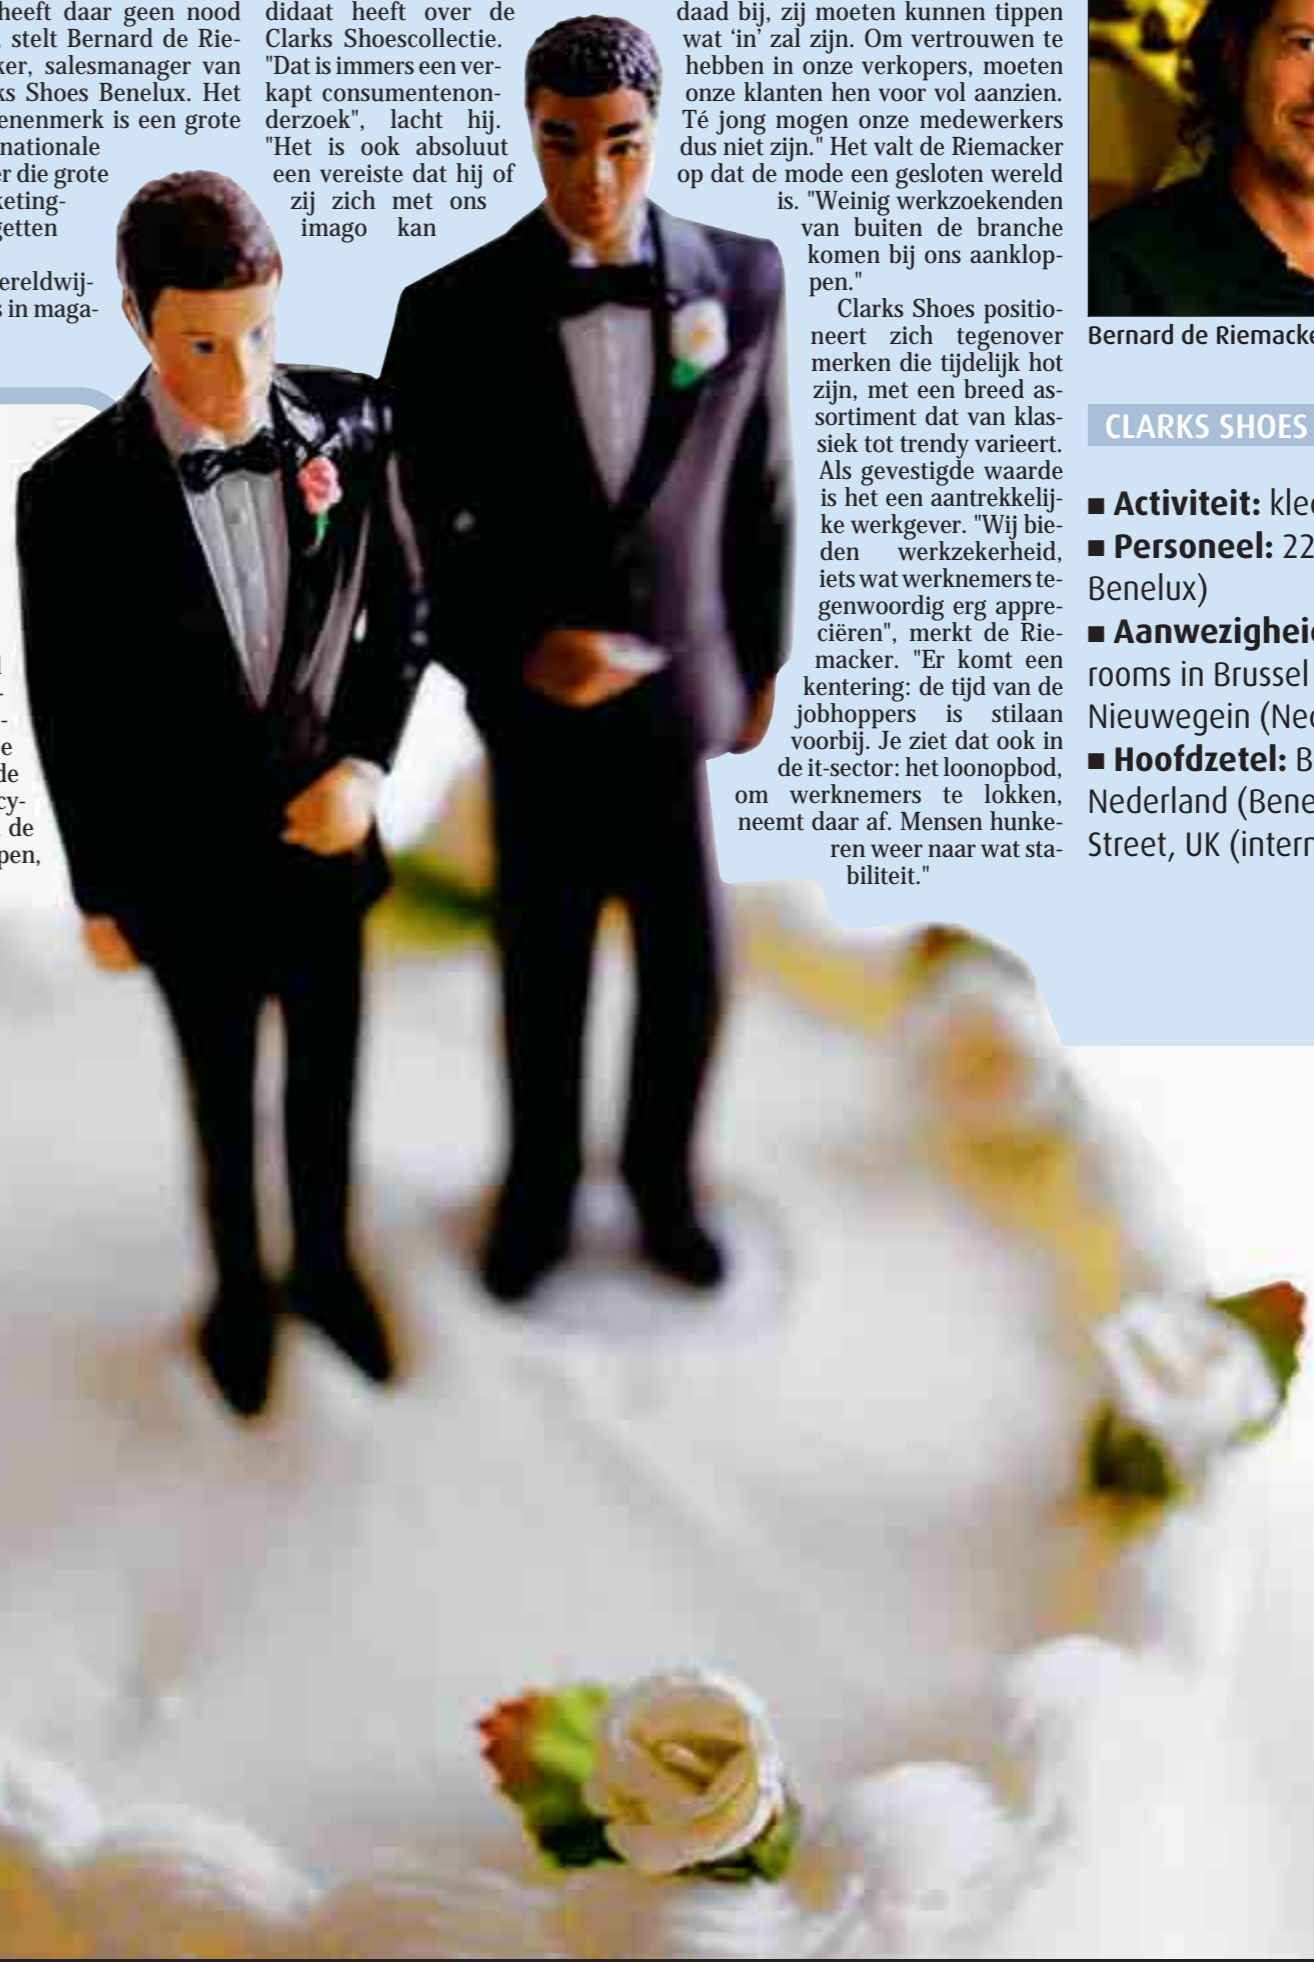 heeft daar geen nood
stelt Bernard de Rie-
ker, salesmanager van
ks Shoes Benelux. Het
enenmerk is een grote
nationale
er die grote
keting-
getten
ereldwij-
s in maga-
e
de
cy-
de
pen,
didaat heeft over de
Clarks Shoescollectie.
"Dat is immers een ver-
kapt consumentenon-
derzoek", lacht hij.
"Het is ook absoluut
een vereiste dat hij of
zij zich met ons
imago kan
daad bij, zij moeten kunnen tippen
wat ‘in’ zal zijn. Om vertrouwen te
hebben in onze verkopers, moeten
onze klanten hen voor vol aanzien.
Té jong mogen onze medewerkers
dus niet zijn." Het valt de Riemacker
op dat de mode een gesloten wereld
is. "Weinig werkzoekenden
van buiten de branche
komen bij ons aanklop-
pen."
Clarks Shoes positio-
neert zich tegenover
merken die tijdelijk hot
zijn, met een breed as-
sortiment dat van klas-
siek tot trendy varieert.
Als gevestigde waarde
is het een aantrekkelij-
ke werkgever. "Wij bie-
den werkzekerheid,
iets wat werknemers te-
genwoordig erg appre-
ciëren", merkt de Rie-
macker. "Er komt een
kentering: de tijd van de
jobhoppers is stilaan
voorbij. Je ziet dat ook in
de it-sector: het loonopbod,
om werknemers te lokken,
neemt daar af. Mensen hunke-
ren weer naar wat sta-
biliteit."
Bernard de Riemacke
CLARKS SHOES
■ Activiteit: klee
■ Personeel: 22
Benelux)
■ Aanwezigheid
rooms in Brussel
Nieuwegein (Ned
■ Hoofdzetel: B
Nederland (Bene
Street, UK (intern